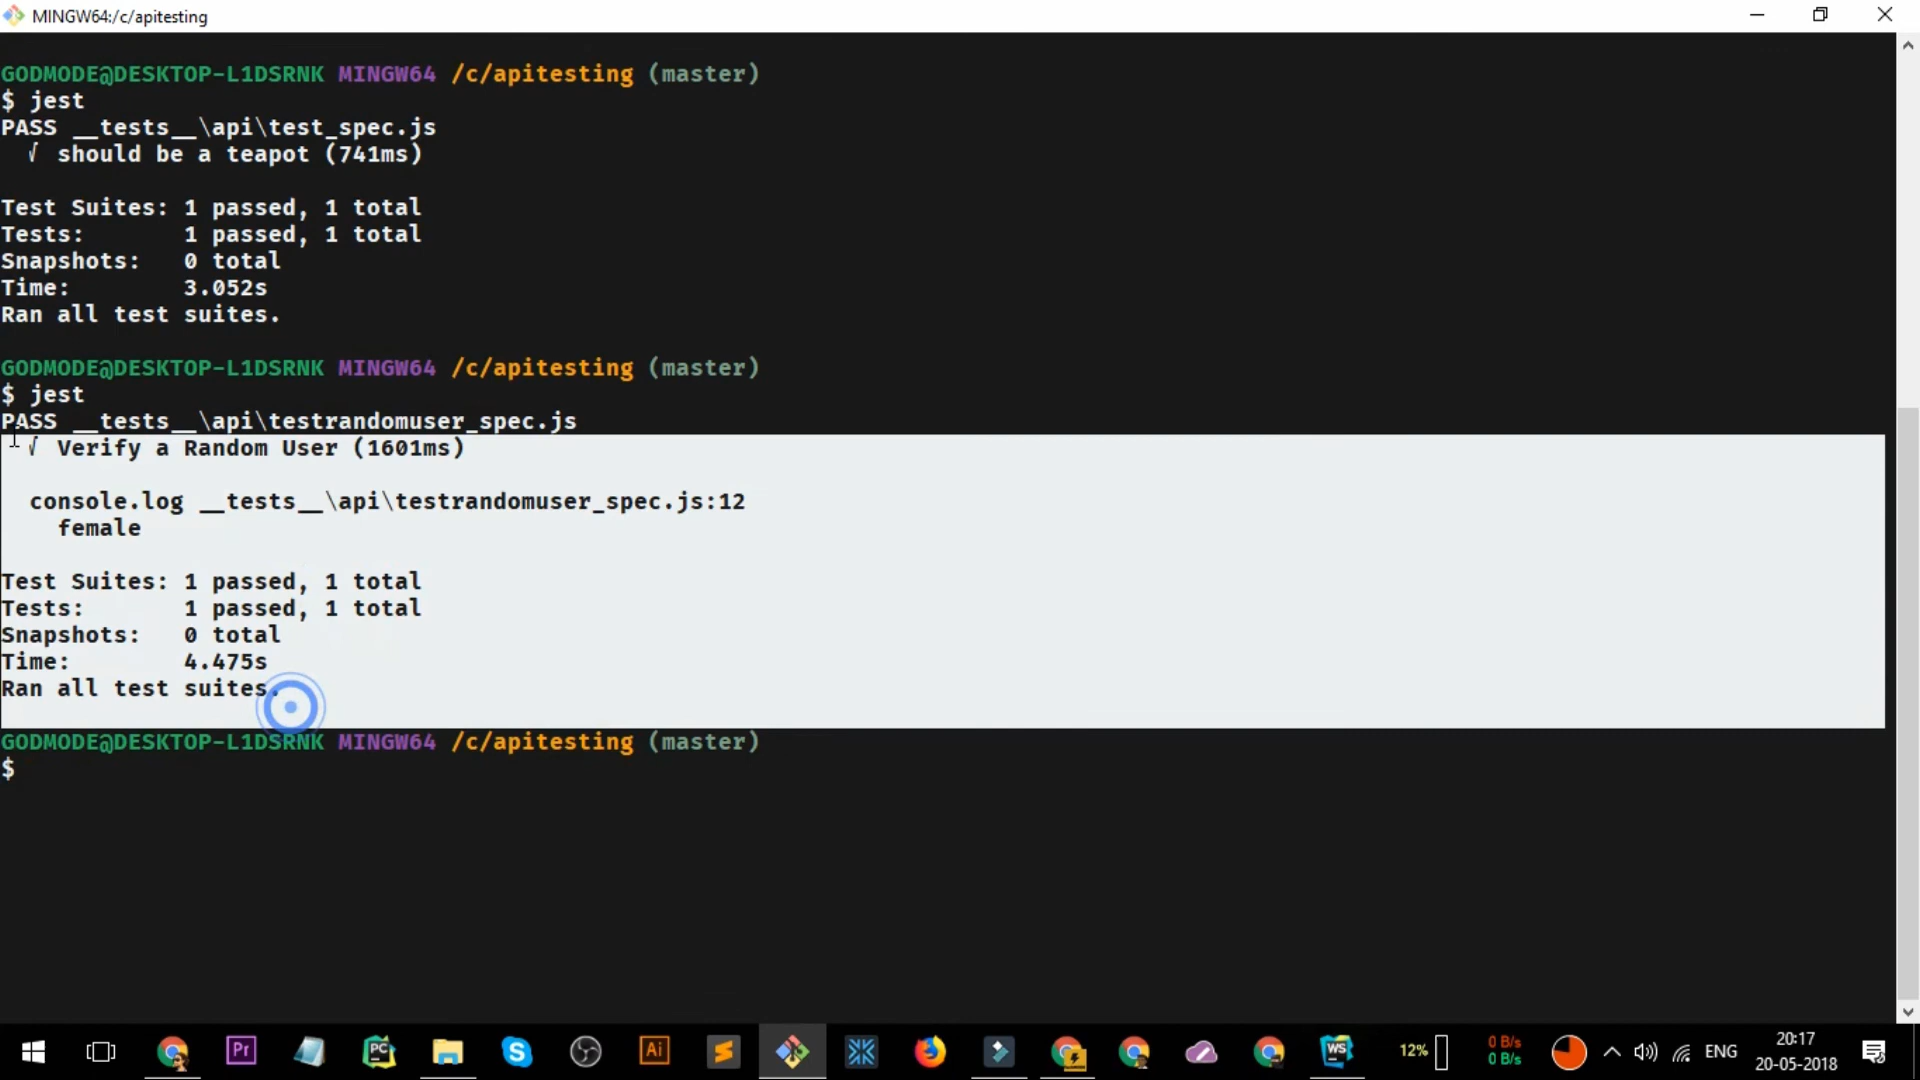 MINGW64:/c/apitesting
GODMODE@DESKTOP-L1DSRNK MINGW64 /c/apitesting (master)
$ jest
PASS __tests__\api\test_spec.js
√ should be a teapot (741ms)
Test Suites: 1 passed, 1 total
Tests: 1 passed, 1 total
Snapshots: 0 total
Time: 3.052s
Ran all test suites.
GODMODE@DESKTOP-L1DSRNK MINGW64 /c/apitesting (master)
$ jest
PASS __tests__\api\testrandomuser_spec.js
√ Verify a Random User (1601ms)
console.log __tests__\api\testrandomuser_spec.js:12
female
Test Suites: 1 passed, 1 total
Tests: 1 passed, 1 total
Snapshots: 0 total
Time: 4.475s
Ran all test suites.
GODMODE@DESKTOP-L1DSRNK MINGW64 /c/apitesting (master)
$
Pr
PC
S
Ai
WS
12%
0 B/s
0 B/s
ENG
20:17
20-05-2018